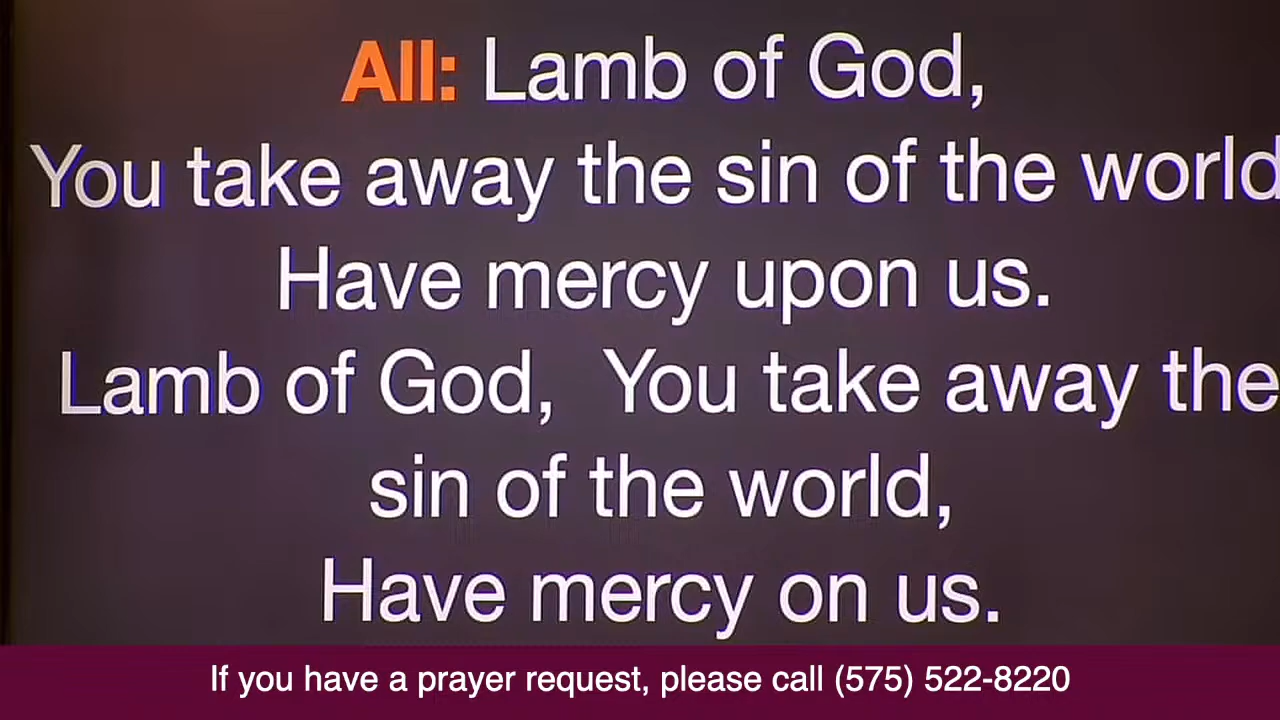 All: Lamb of God,
You take away the sin of the world
Have mercy upon us.
Lamb of God, You take away the
sin of the world,
Have mercy on us.
If you have a prayer request, please call (575) 522-8220